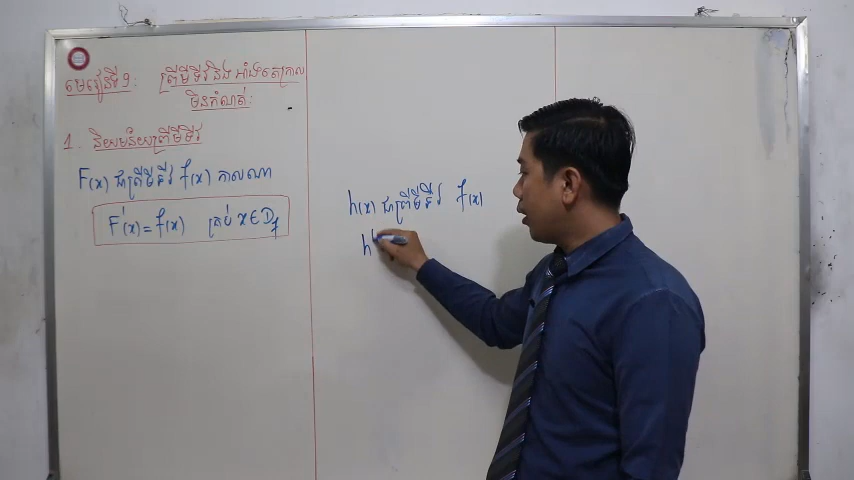 មេរៀនទី១: ព្រីមីទីវ និង អាំងតេក្រាល
មិនកំណត់:
1. និយមន័យព្រីមីទីវ
F(x) ជាព្រីមីទីវ f(x) កាលណា
F'(x) = f(x) គ្រប់ x∈D_f
h(x) ជាព្រីមីទីវ f(x)
h'